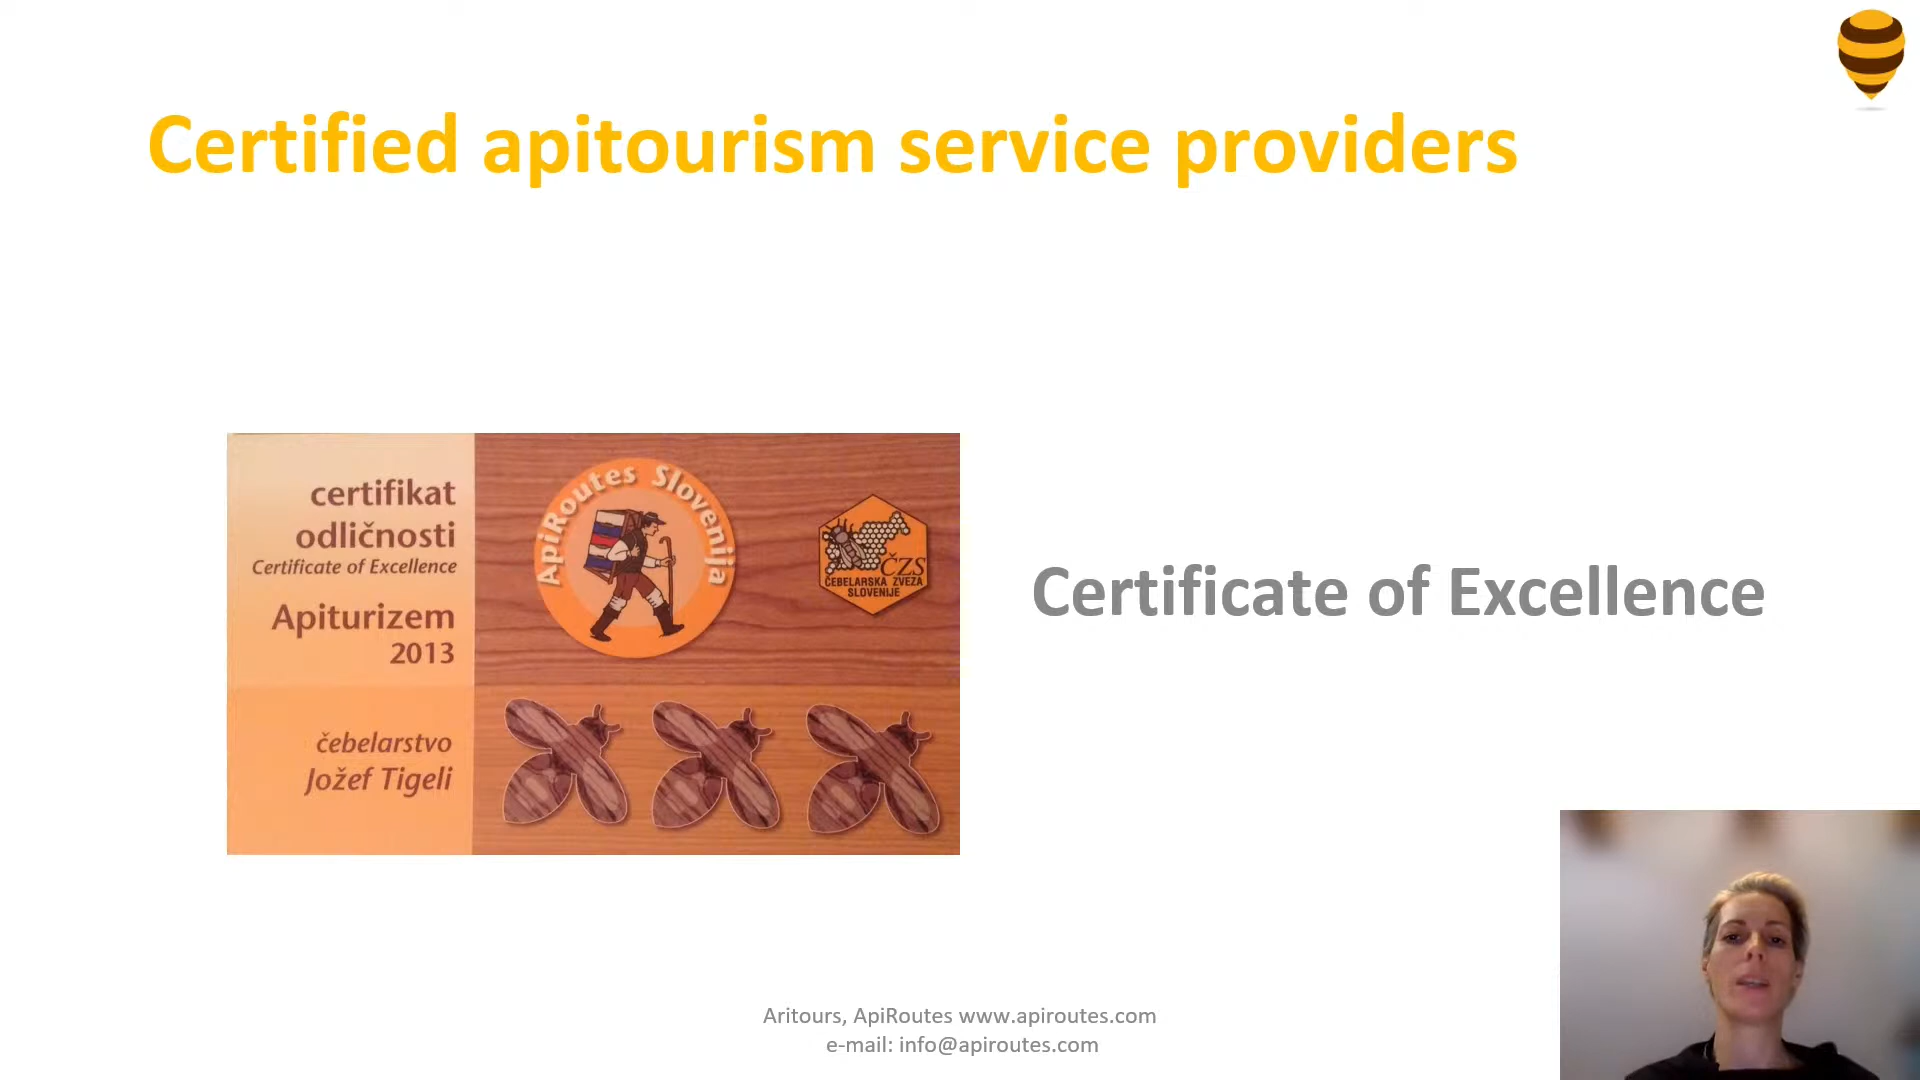 Certified apitourism service providers
certifikat
odličnosti
Certificate of Excellence
Apiturizem
2013
čebelarstvo
Jožef Tigeli
ApiRoutes Slovenija
ČZS
ČEBELARSKA ZVEZA
SLOVENIJE
Certificate of Excellence
Aritours, ApiRoutes www.apiroutes.com
e-mail: info@apiroutes.com